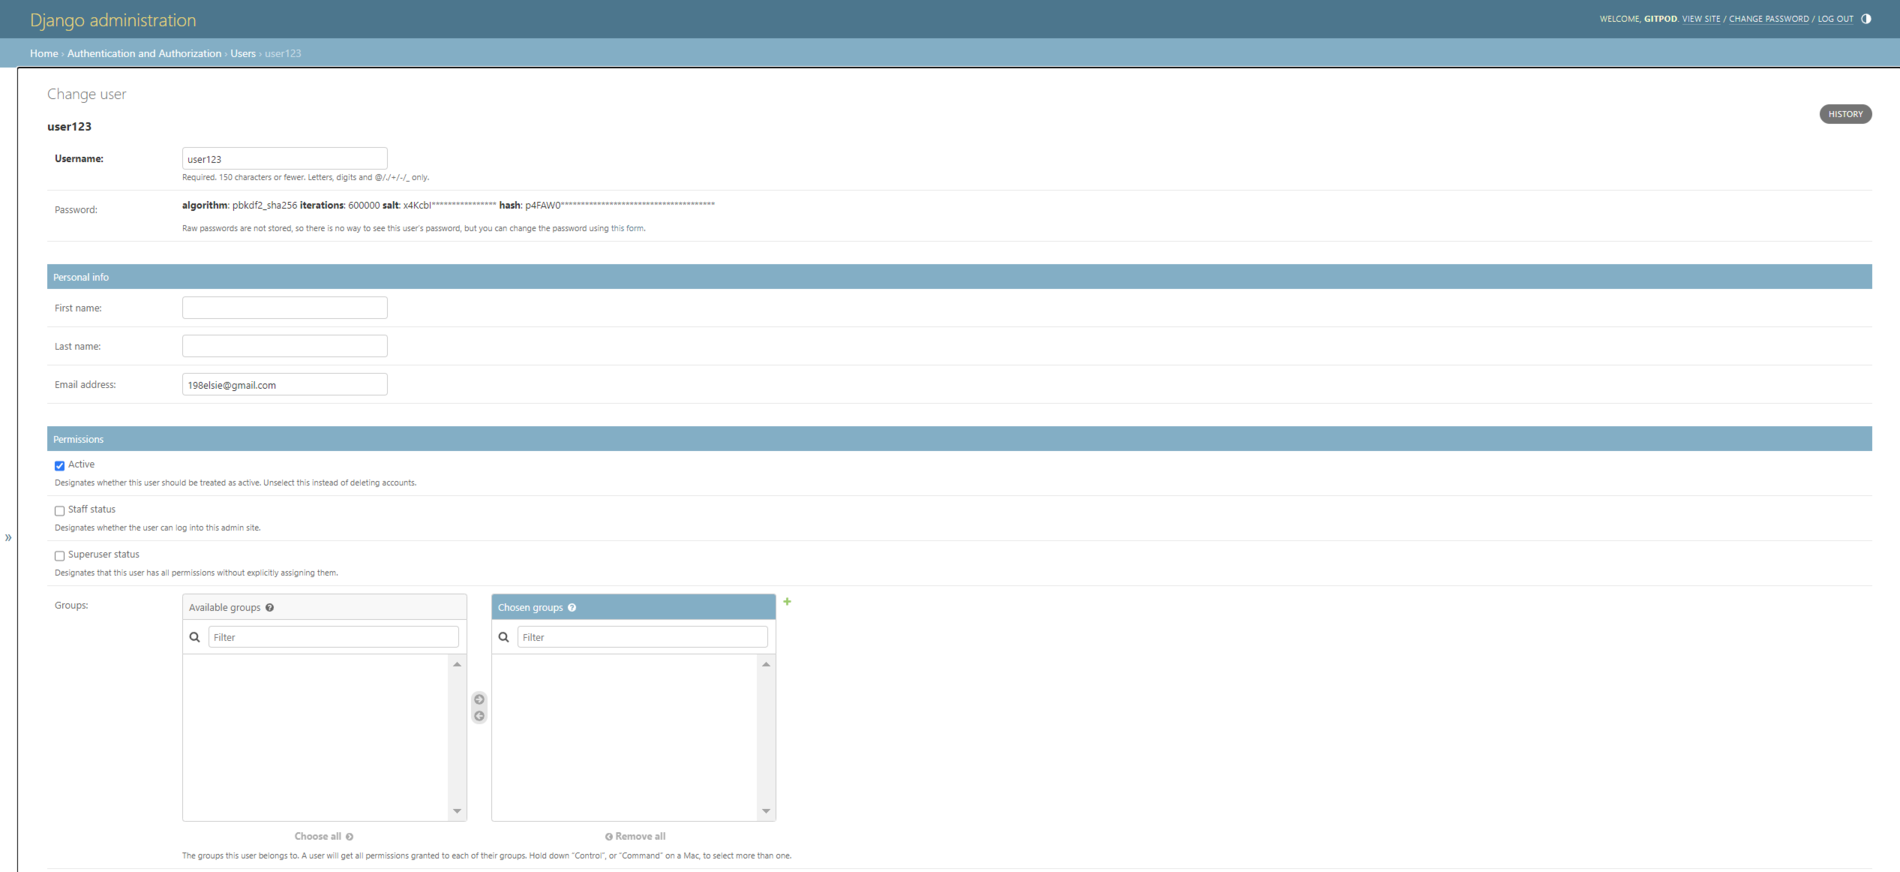 Django administration
WELCOME, GITPOD. VIEW SITE / CHANGE PASSWORD / LOG OUT
Home › Authentication and Authorization › Users › user123
Change user
HISTORY
user123
Username:
user123
Required. 150 characters or fewer. Letters, digits and @/./+/-/_ only.
Password:
algorithm: pbkdf2_sha256 iterations: 600000 salt: x4KcbI**************** hash: p4FAW0**************************************
Raw passwords are not stored, so there is no way to see this user's password, but you can change the password using this form.
Personal info
First name:
Last name:
Email address:
198elsie@gmail.com
Permissions
Active
Designates whether this user should be treated as active. Unselect this instead of deleting accounts.
Staff status
Designates whether the user can log into this admin site.
»
Superuser status
Designates that this user has all permissions without explicitly assigning them.
Groups:
Available groups
Filter
Choose all
Chosen groups
Filter
Remove all
The groups this user belongs to. A user will get all permissions granted to each of their groups. Hold down "Control", or "Command" on a Mac, to select more than one.